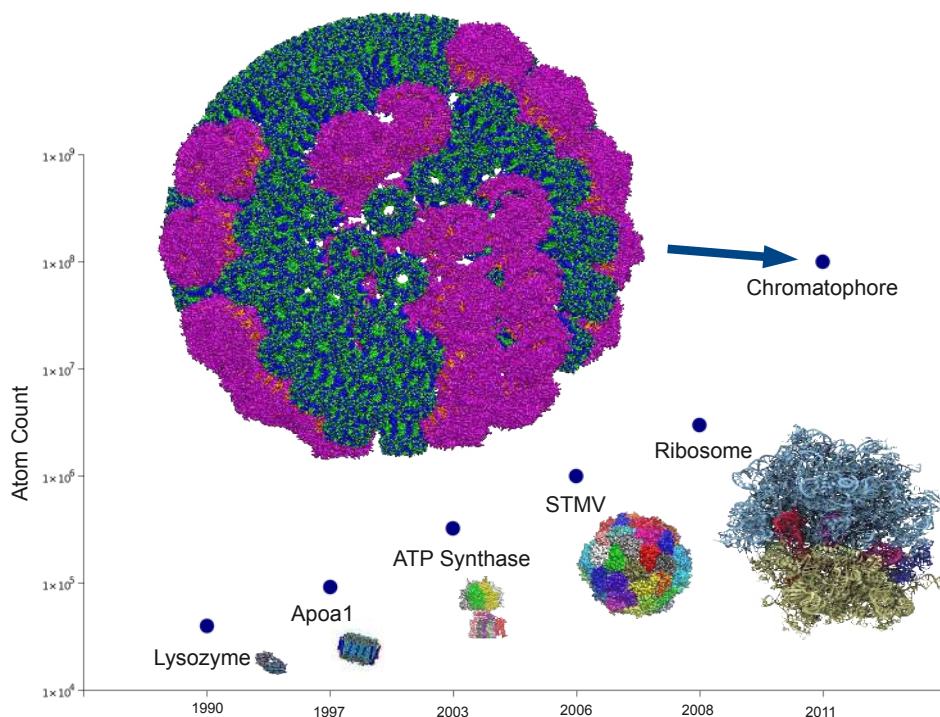 Atom Count
1×10⁹
1×10⁸
1×10⁷
1×10⁶
1×10⁵
1×10⁴
Chromatophore
Ribosome
STMV
ATP Synthase
Apoa1
Lysozyme
1990
1997
2003
2006
2008
2011